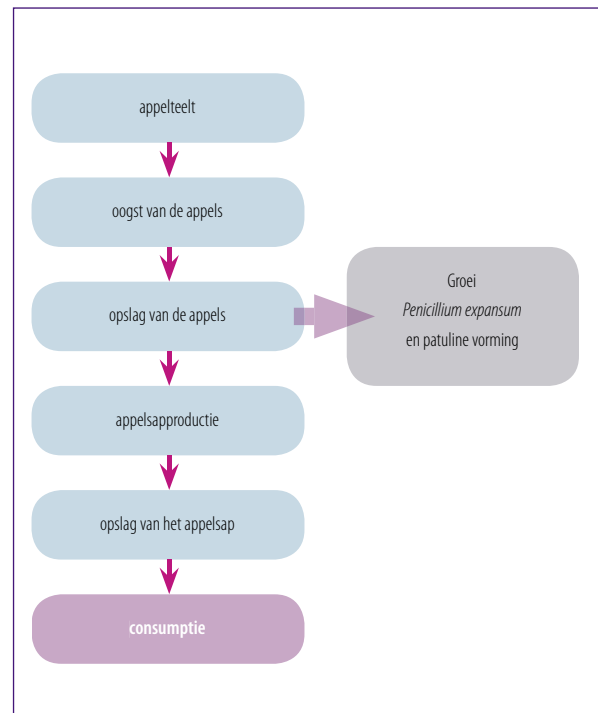 appelteelt
oogst van de appels
opslag van de appels
Groei
Penicillium expansum
en patuline vorming
appelsapproductie
opslag van het appelsap
consumptie